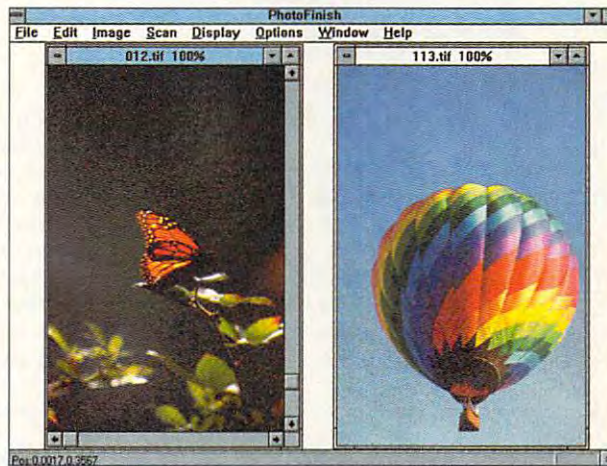 PhotoFinish
File Edit Image Scan Display Options Window Help
012.tif 100%
113.tif 100%
Pos:0.0017,0.3567